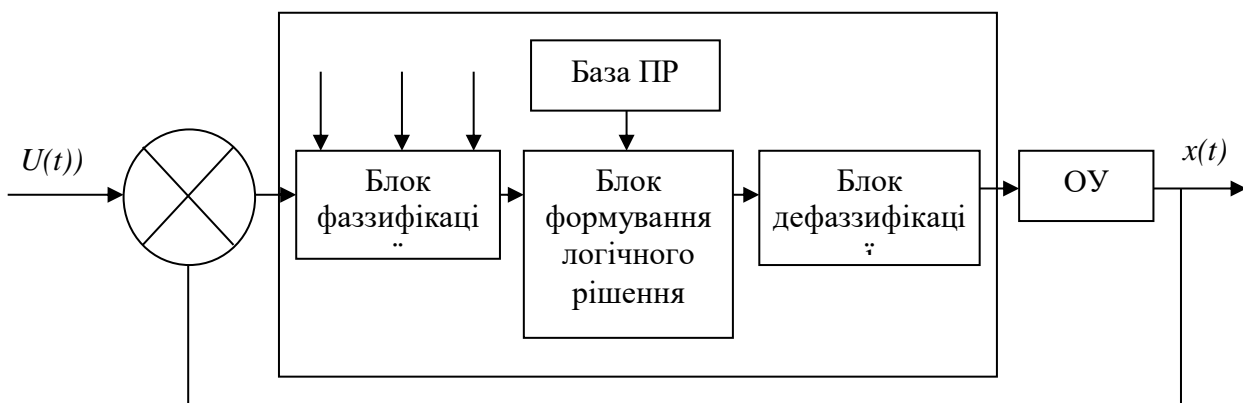 База ПР
U(t))
x(t)
Блок
фаззифікаці
ї
Блок
формування
логічного
рішення
Блок
дефаззифікаці
ї
ОУ